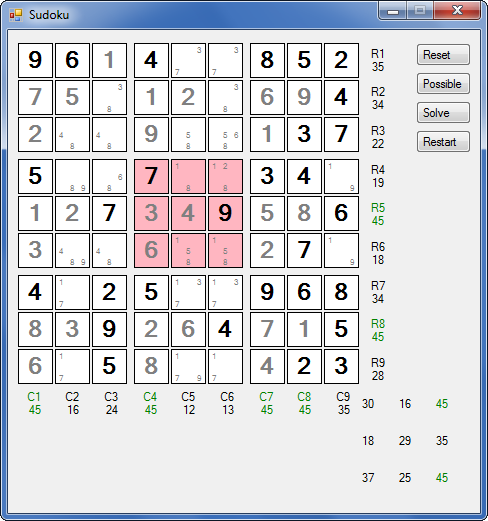 Sudoku
9 6 1 4 3 7 3 7 8 5 2 R1 35 Reset
7 5 3 8 1 2 3 8 6 9 4 R2 34 Possible
2 4 8 4 8 9 5 8 5 6 8 1 3 7 R3 22 Solve
Restart
5 8 9 6 8 7 1 8 1 2 8 3 4 1 9 R4 19
1 2 7 3 4 9 5 8 6 R5 45
3 4 8 9 4 8 6 1 5 8 1 5 8 2 7 1 9 R6 18
4 1 7 2 5 1 3 7 1 3 7 9 6 8 R7 34
8 3 9 2 6 4 7 1 5 R8 45
6 1 7 5 8 1 7 9 1 7 4 2 3 R9 28
C1 C2 C3 C4 C5 C6 C7 C8 C9
45 16 24 45 12 13 45 45 35
30 16 45
18 29 35
37 25 45